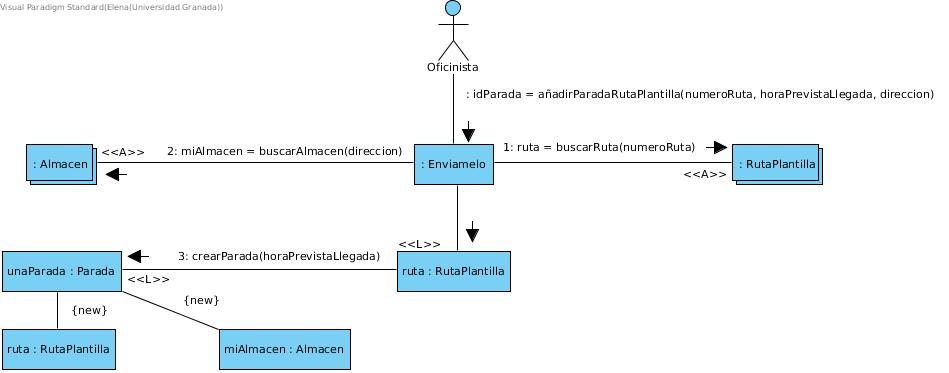 Visual Paradigm Standard(Elena(Universidad Granada))
Oficinista
: idParada = añadirParadaRutaPlantilla(numeroRuta, horaPrevistaLlegada, direccion)
: Almacen
<<A>>
2: miAlmacen = buscarAlmacen(direccion)
: Enviamelo
1: ruta = buscarRuta(numeroRuta)
<<A>>
: RutaPlantilla
<<L>>
unaParada : Parada
3: crearParada(horaPrevistaLlegada)
<<L>>
ruta : RutaPlantilla
{new}
{new}
ruta : RutaPlantilla
miAlmacen : Almacen